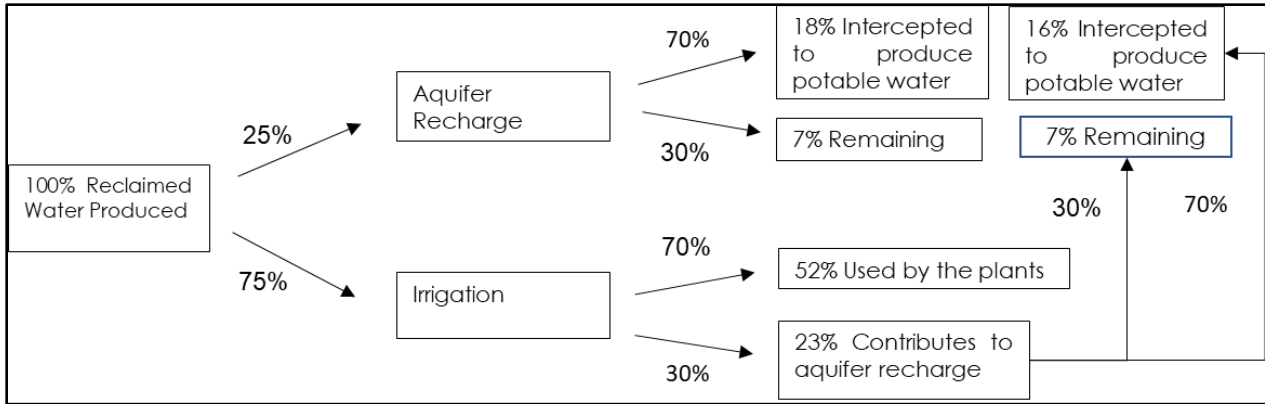 100% Reclaimed
Water Produced
25%
75%
Aquifer
Recharge
Irrigation
70%
30%
70%
30%
18% Intercepted
to produce
potable water
7% Remaining
52% Used by the plants
23% Contributes to
aquifer recharge
16% Intercepted
to produce
potable water
7% Remaining
30%
70%